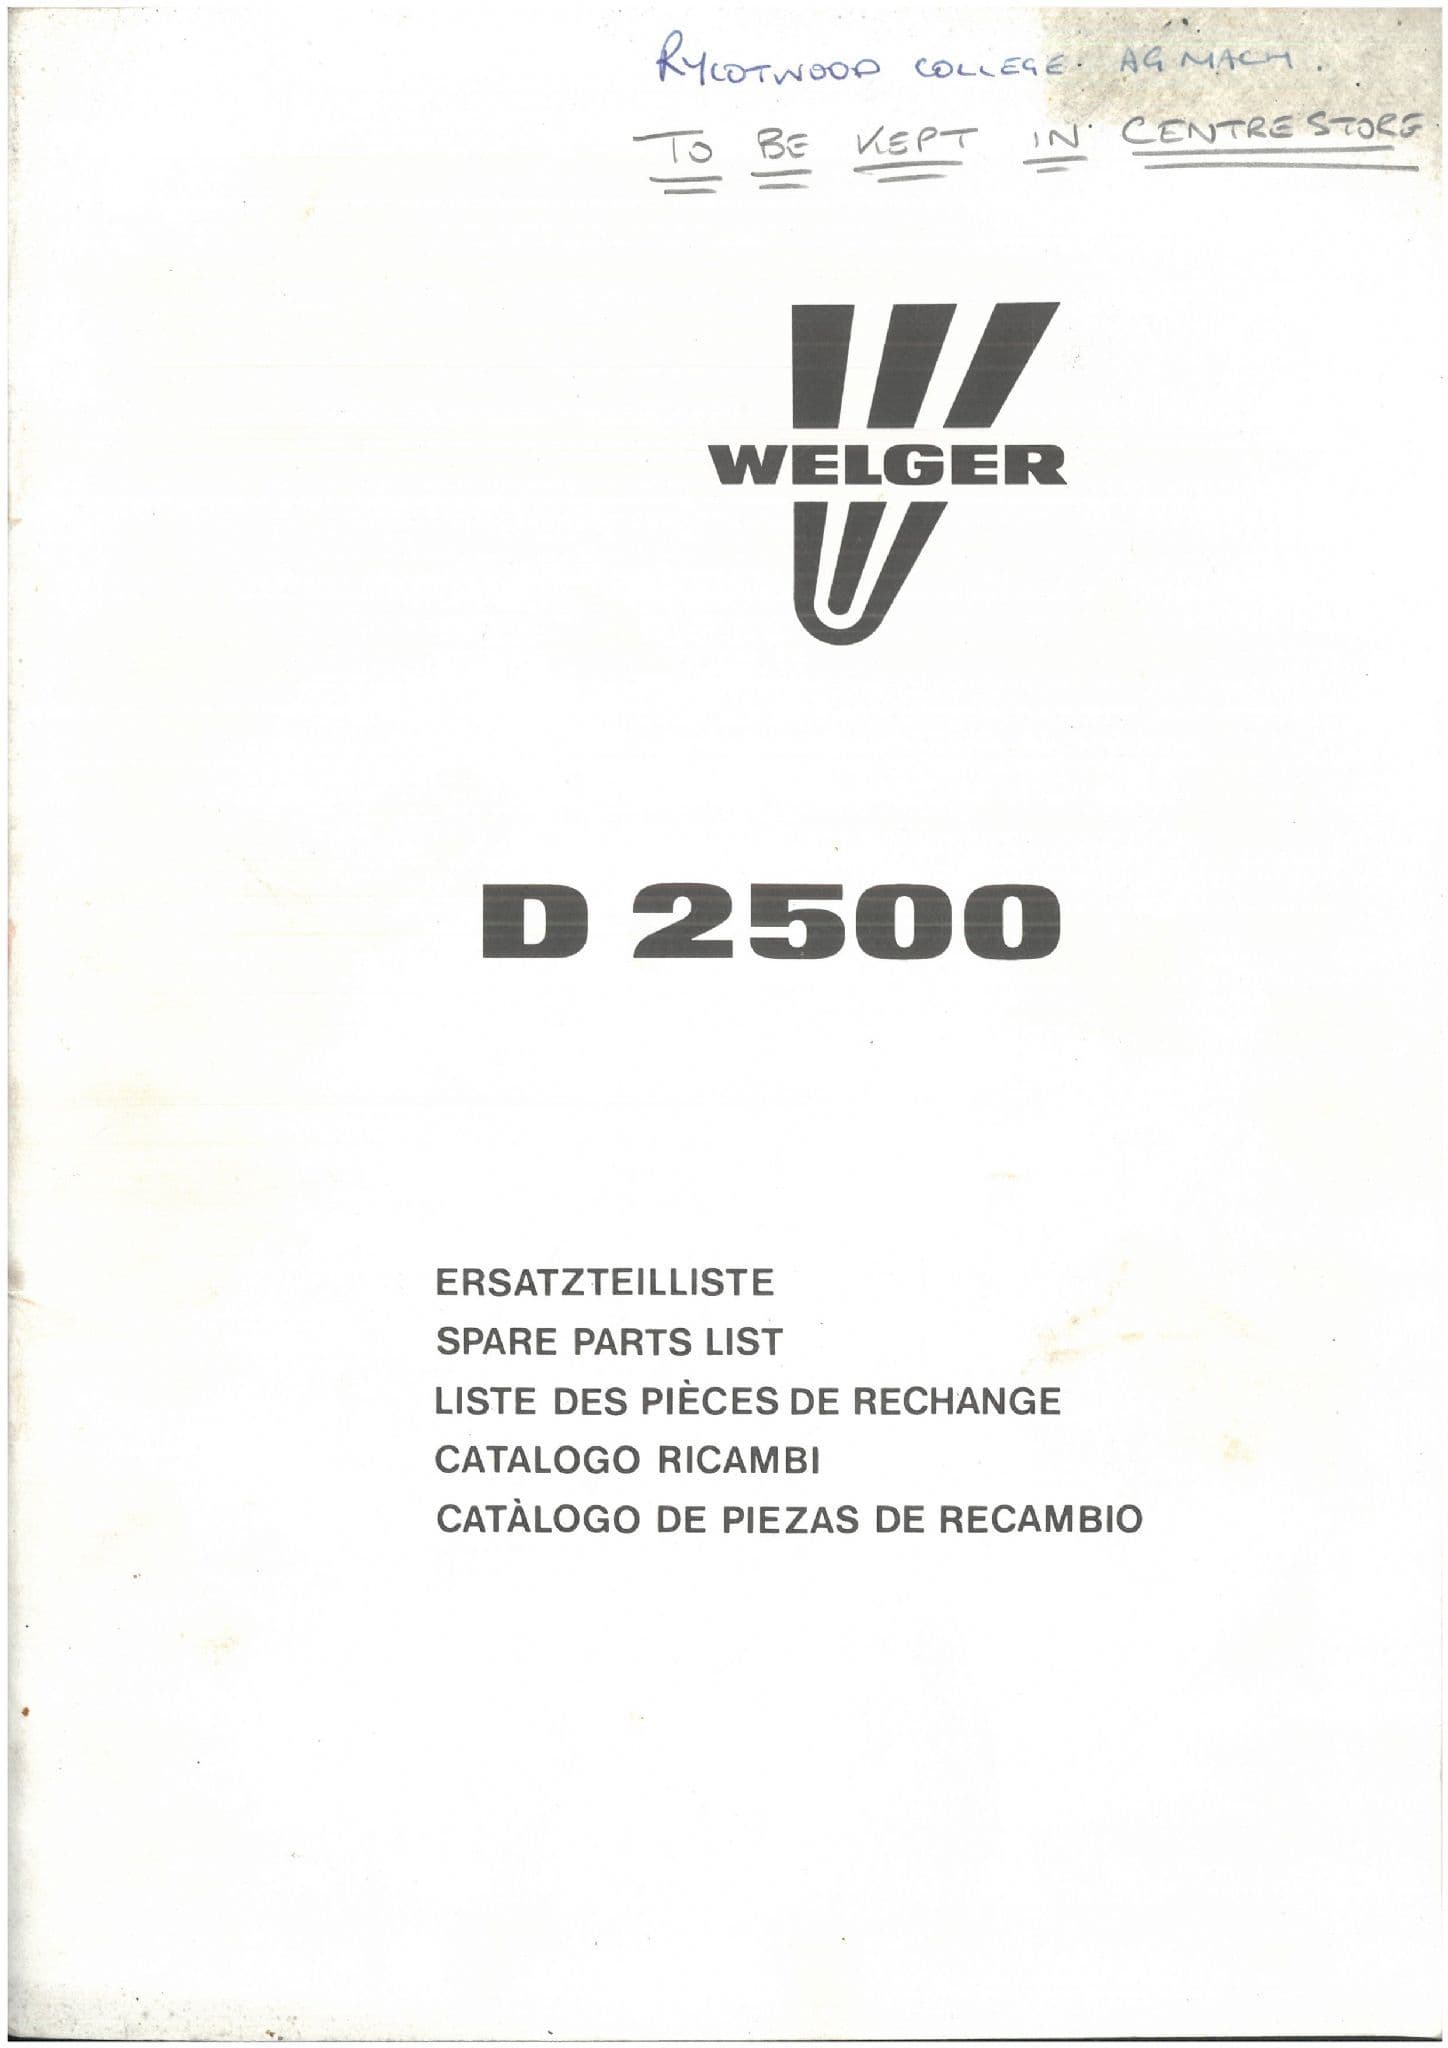 RYCOTWOOD COLLEGE. AG MACH.
TO BE KEPT IN CENTRE STORE
WELGER
D 2500
ERSATZTEILLISTE
SPARE PARTS LIST
LISTE DES PIÈCES DE RECHANGE
CATALOGO RICAMBI
CATÀLOGO DE PIEZAS DE RECAMBIO